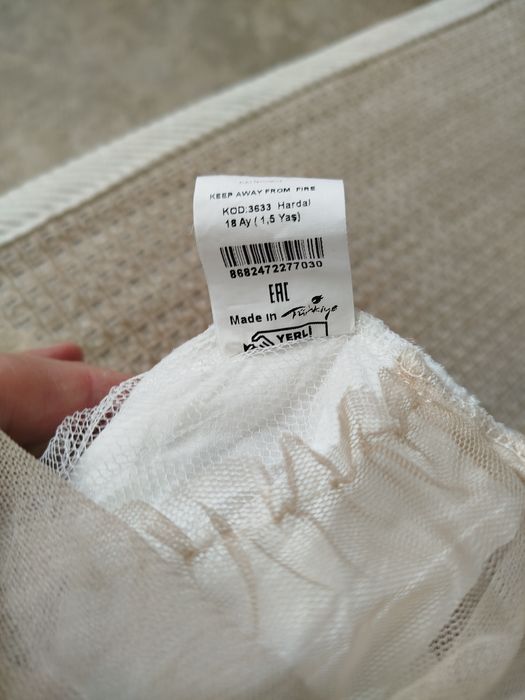 KEEP AWAY FROM FIRE
KOD:3633 Hardal
18 Ay ( 1,5 Yaş)
8682472277030
EAC
Made in Türkiye
YERLİ